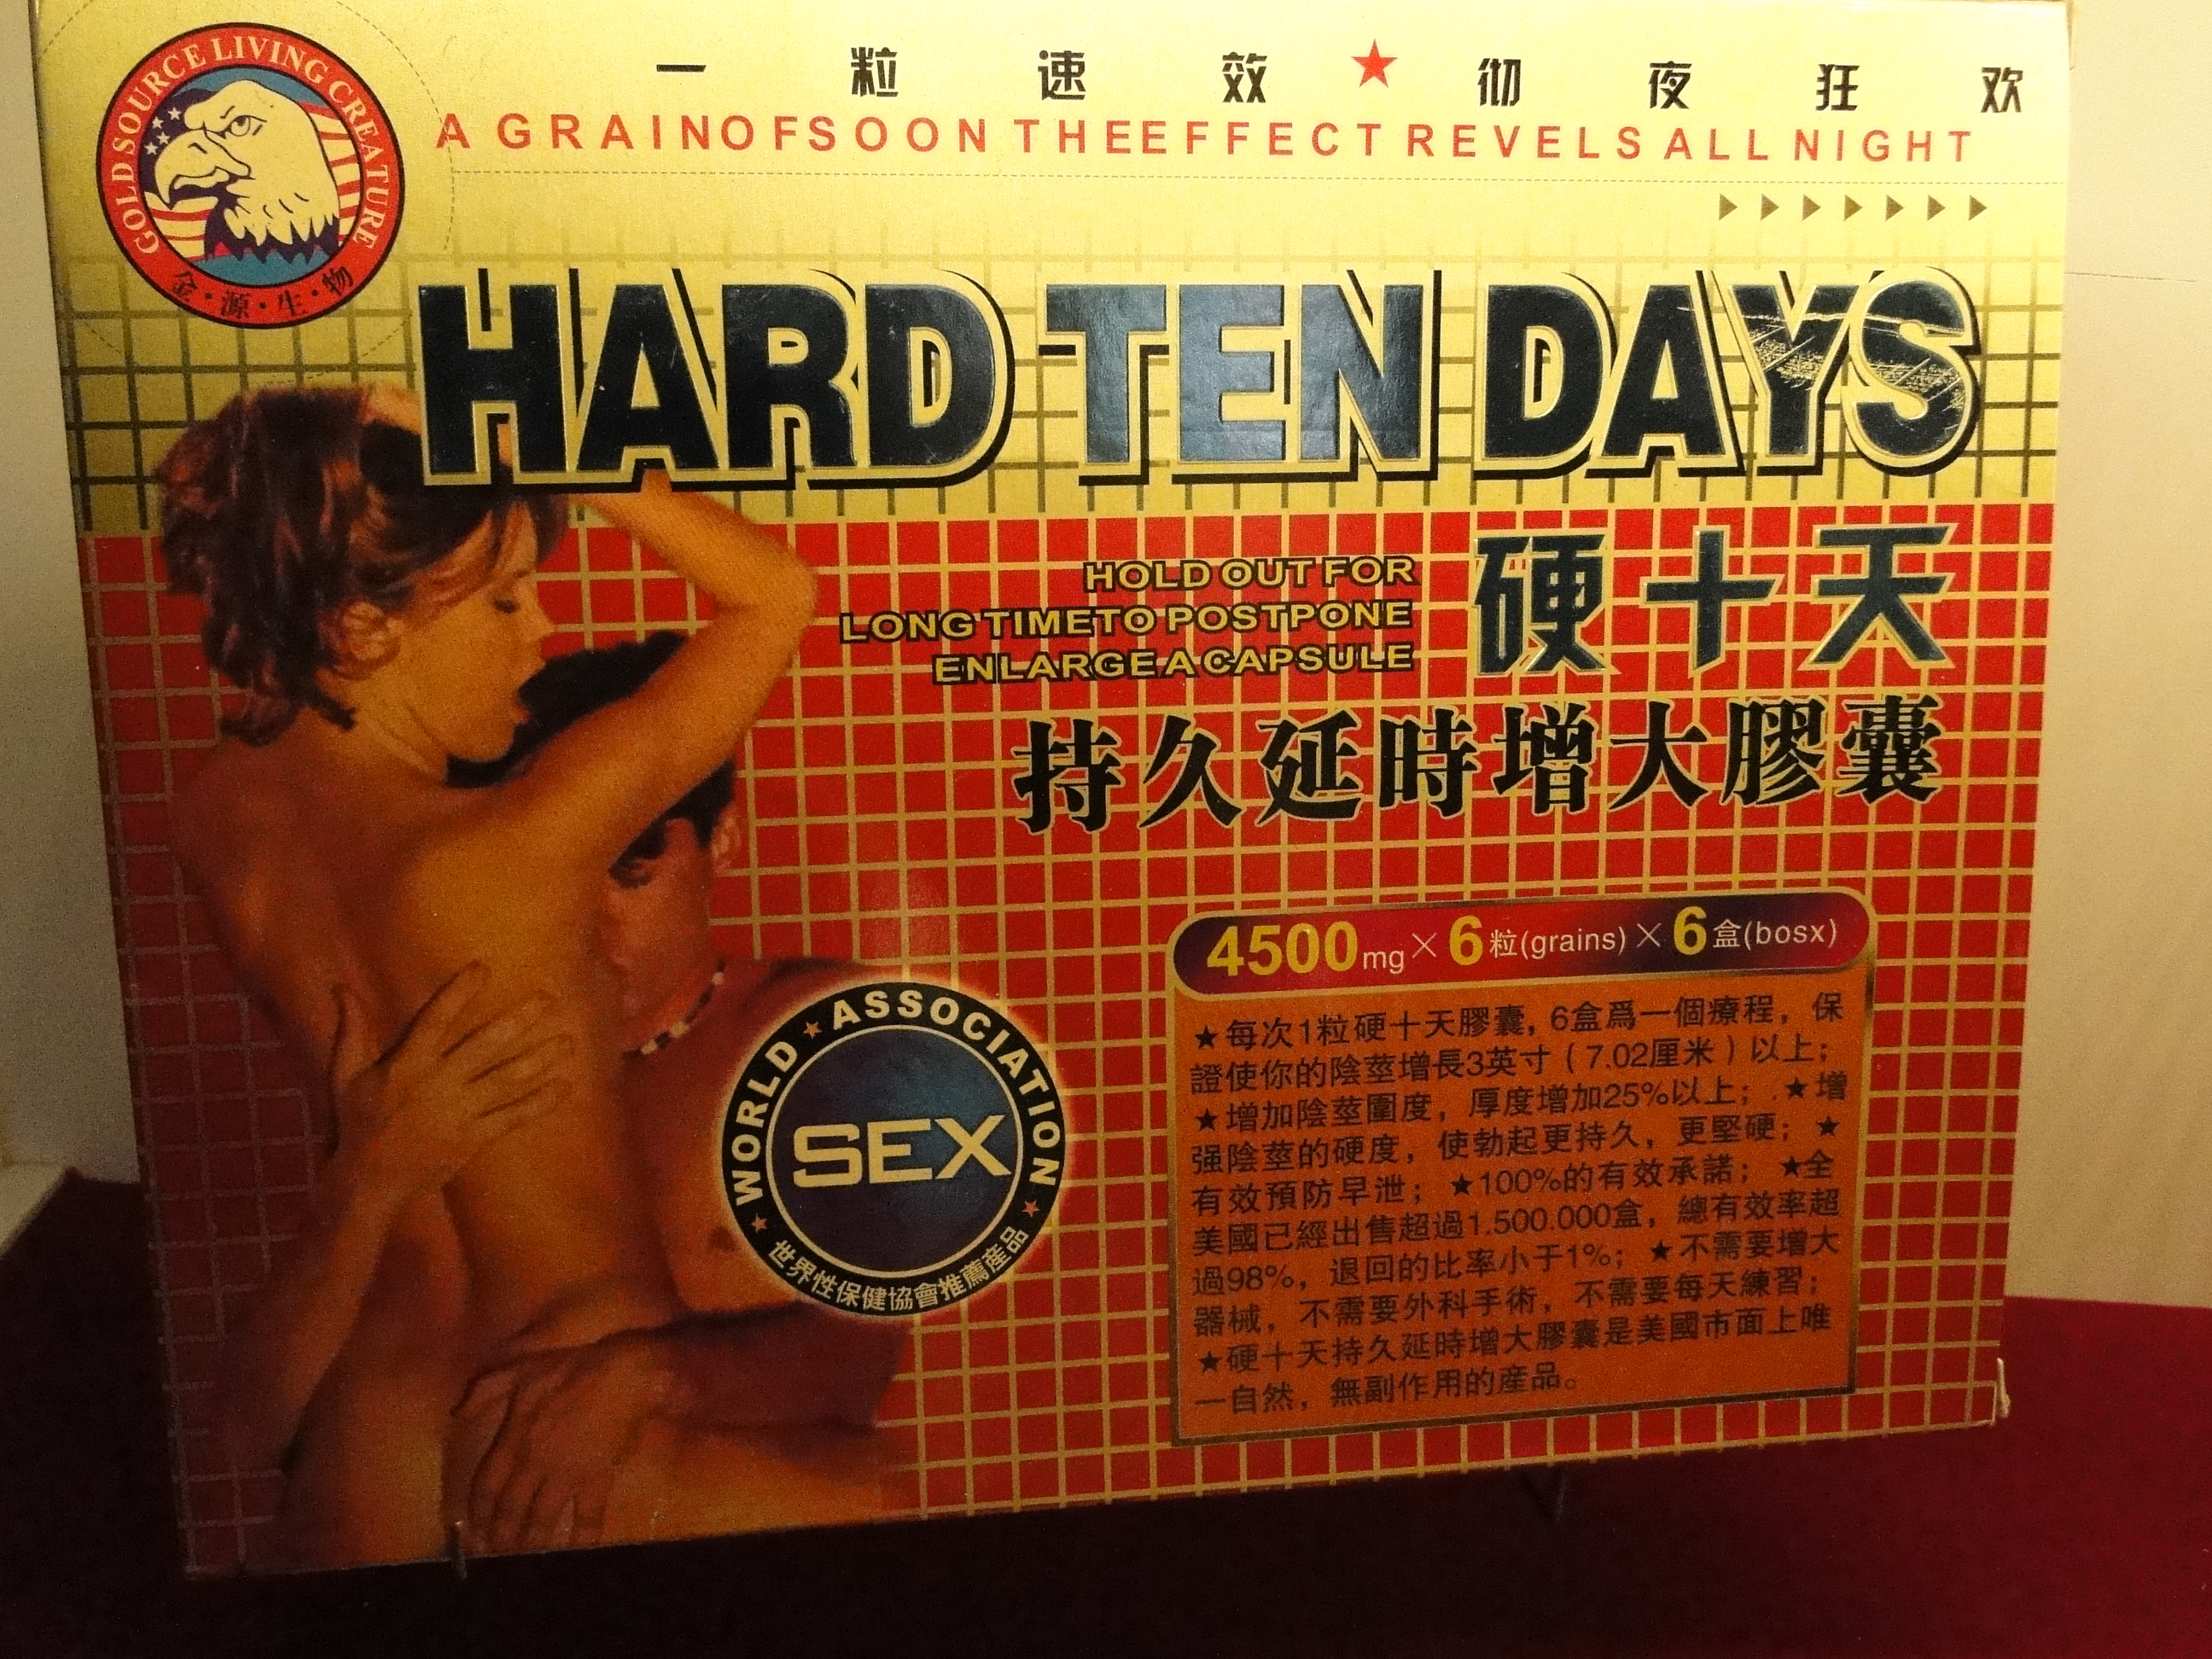 GOLD SOURCE LIVING CREATURE
金·源·生·物
一粒速效★彻夜狂欢
A GRAINOFSOON THEEFFECT REVELS ALL NIGHT
HARD TEN DAYS
HOLD OUT FOR
LONG TIMETO POSTPONE
ENLARGE A CAPSULE
硬十天
持久延時增大膠囊
4500mg×6粒(grains)×6盒(bosx)
★每次1粒硬十天膠囊，6盒爲一個療程，保
證使你的陰莖增長3英寸（7.02厘米）以上；
★增加陰莖圍度，厚度增加25%以上；.★增
强陰莖的硬度，使勃起更持久，更堅硬；★
有效預防早泄；★100%的有效承諾；★全
美國已經出售超過1.500.000盒，總有效率超
過98%，退回的比率小于1%；★不需要增大
器械，不需要外科手術，不需要每天練習；
★硬十天持久延時增大膠囊是美國市面上唯
一自然，無副作用的産品。
★WORLD★ASSOCIATION★
SEX
世界性保健協會推薦産品